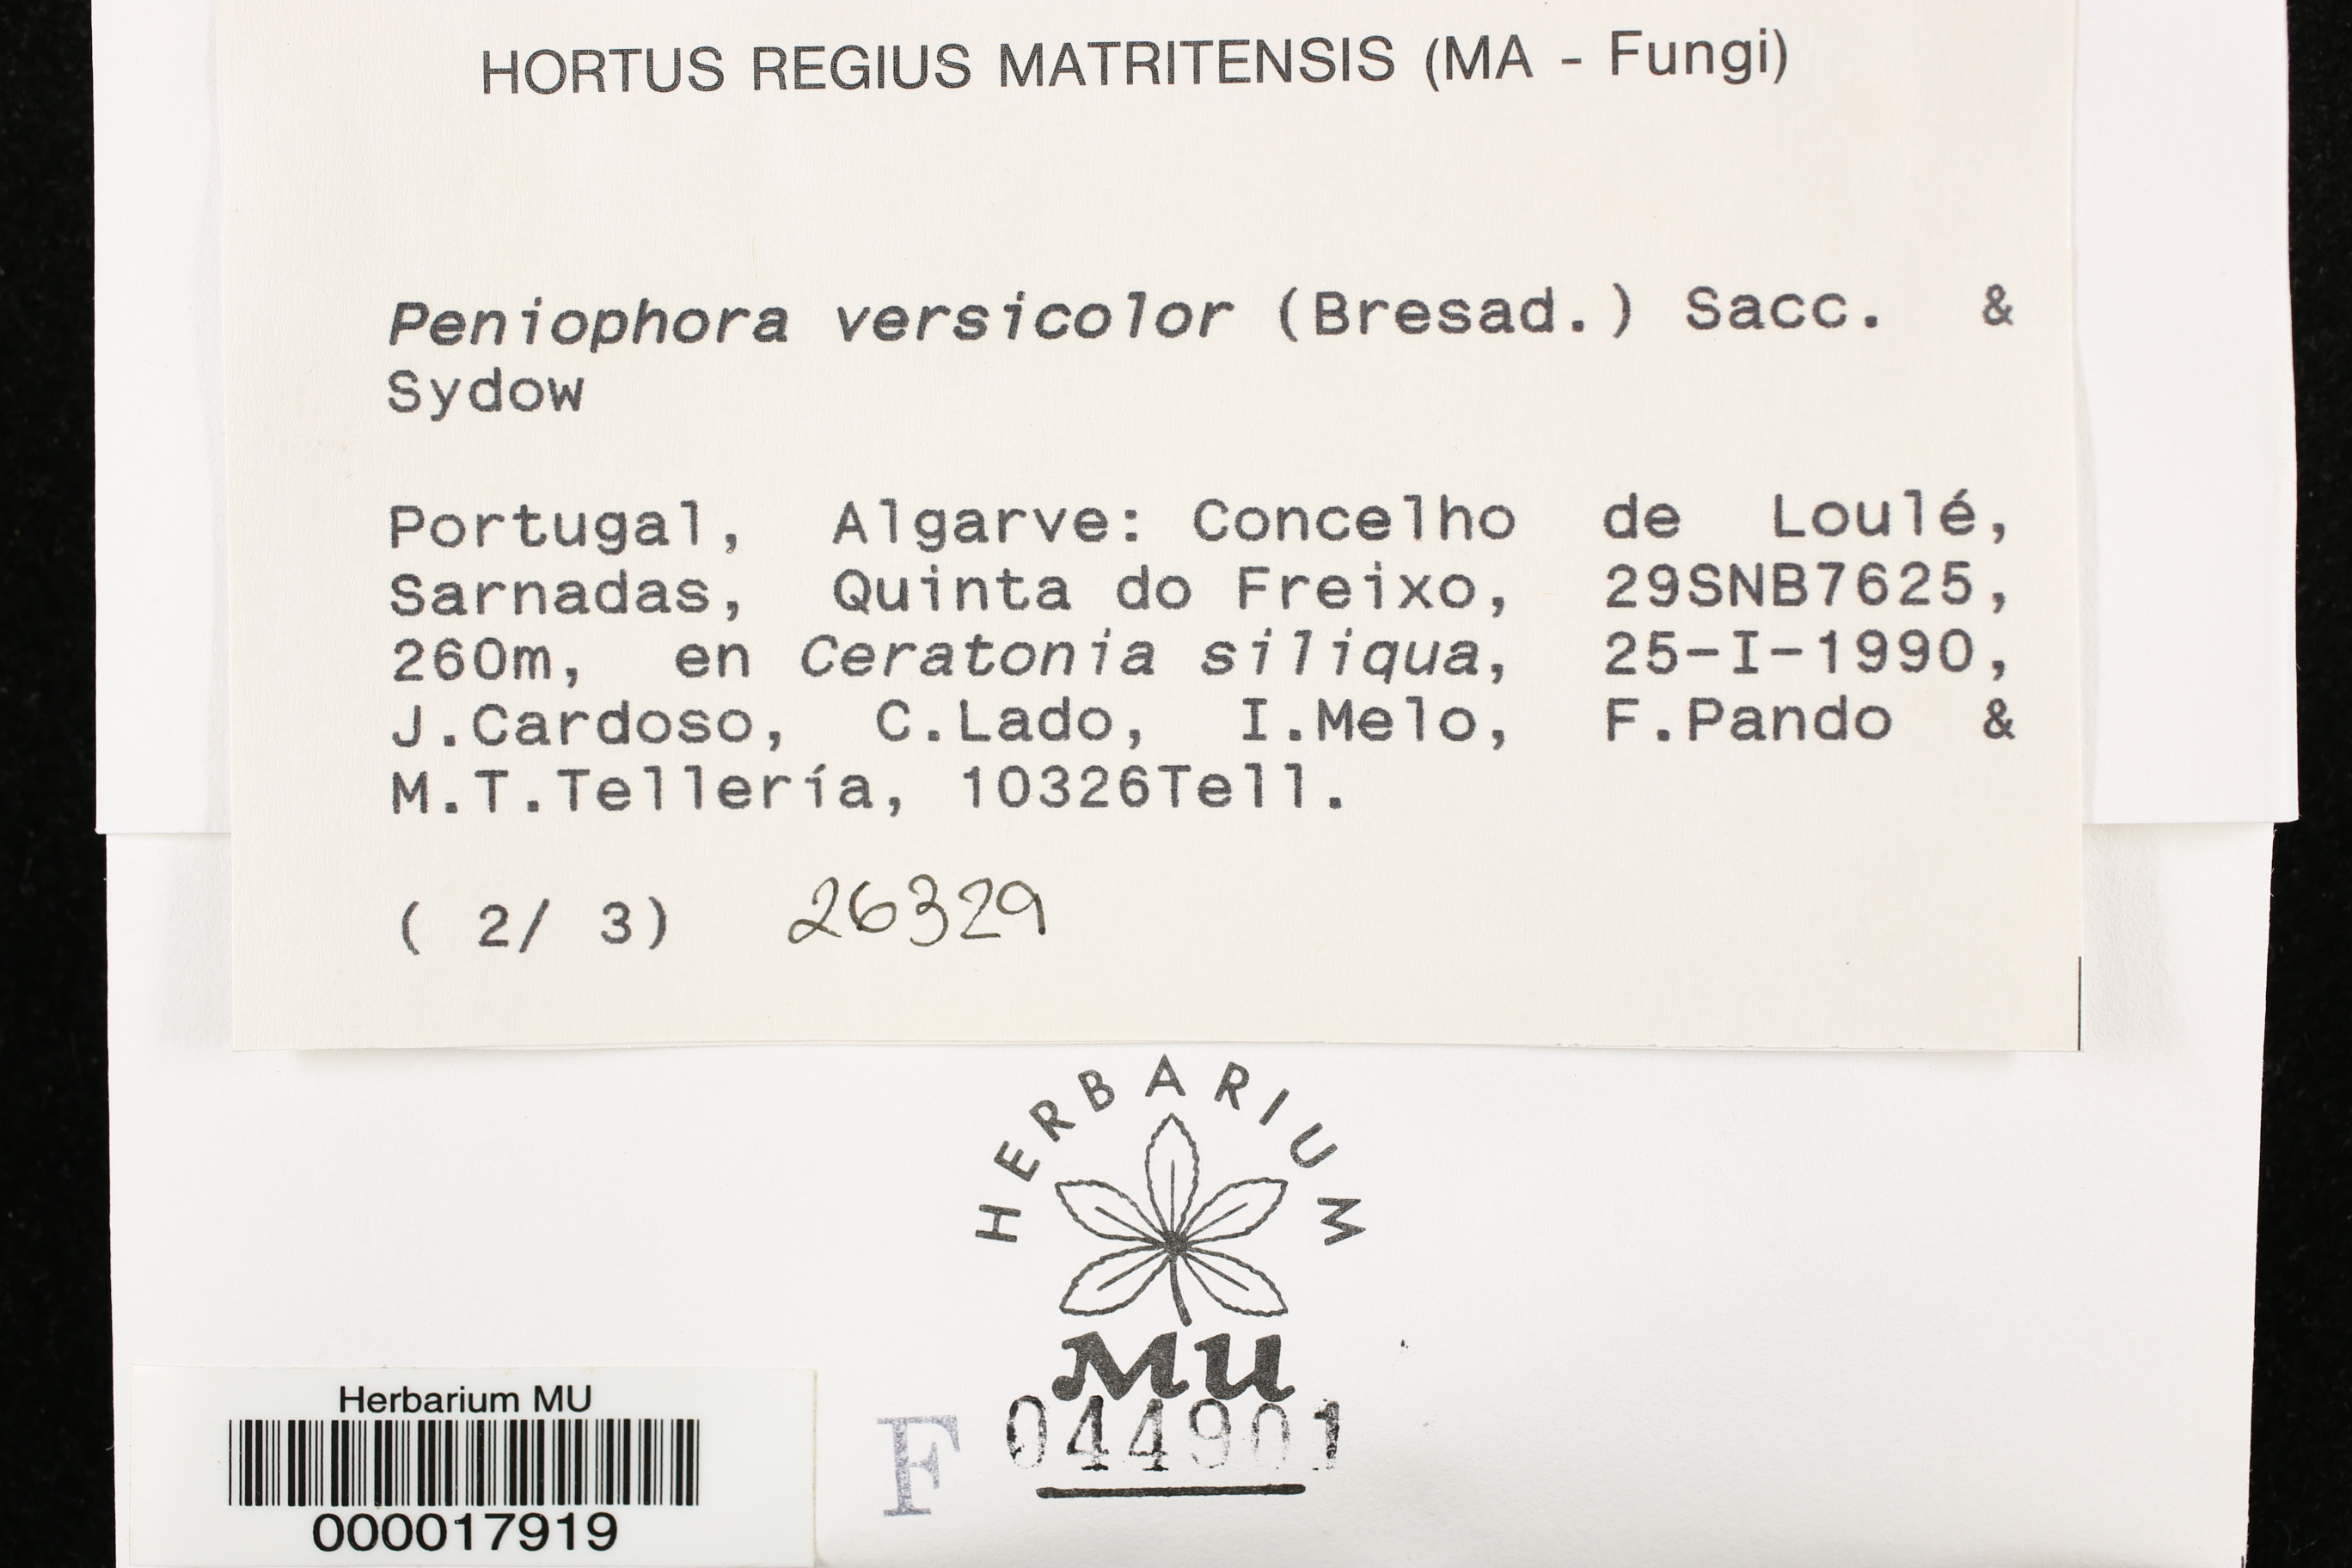 HORTUS REGIUS MATRITENSIS (MA - Fungi)
Peniophora versicolor (Bresad.) Sacc. &
Sydow
Portugal, Algarve: Concelho de Loulé,
Sarnadas, Quinta do Freixo, 29SNB7625,
260m, en Ceratonia siliqua, 25-I-1990,
J.Cardoso, C.Lado, I.Melo, F.Pando &
M.T.Tellería, 10326Tell.
( 2/ 3) 26329
HERBARIUM
MU
F 044901
Herbarium MU
000017919